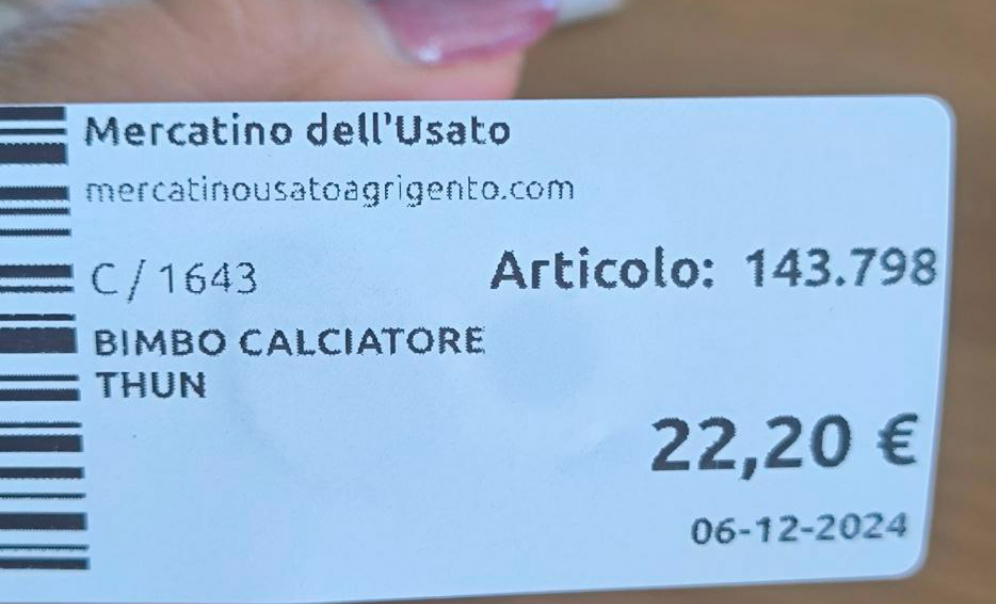 Mercatino dell'Usato
mercatinousatoagrigento.com
C / 1643 Articolo: 143.798
BIMBO CALCIATORE
THUN
22,20 €
06-12-2024